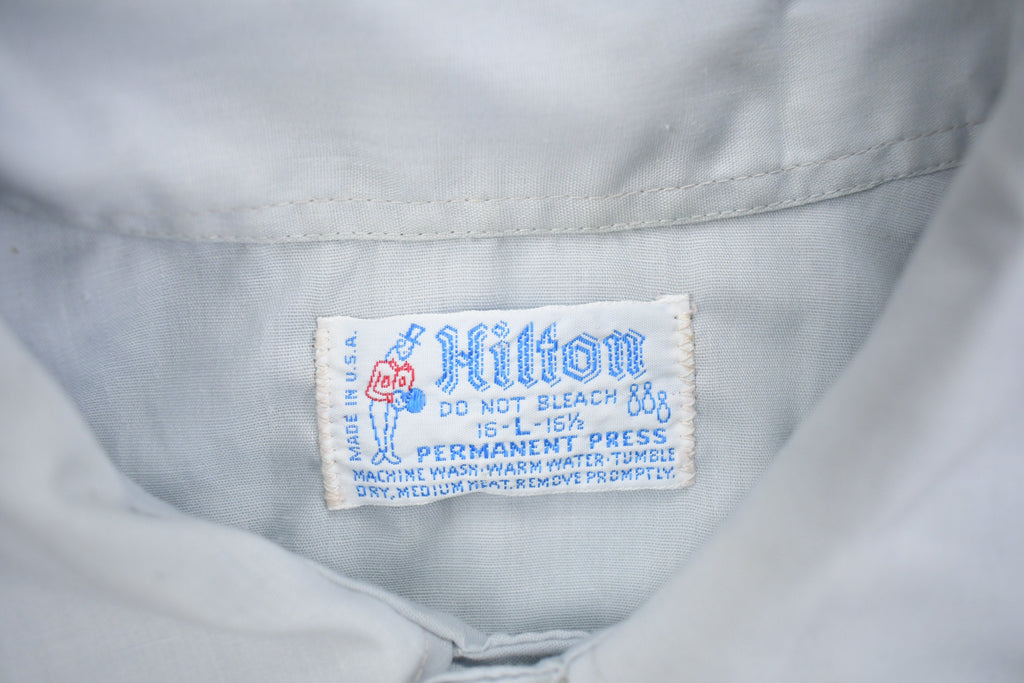 MADE IN U.S.A.
Hilton
DO NOT BLEACH
16-L-16½
PERMANENT PRESS
MACHINE WASH·WARM WATER·TUMBLE
DRY, MEDIUM HEAT. REMOVE PROMPTLY.